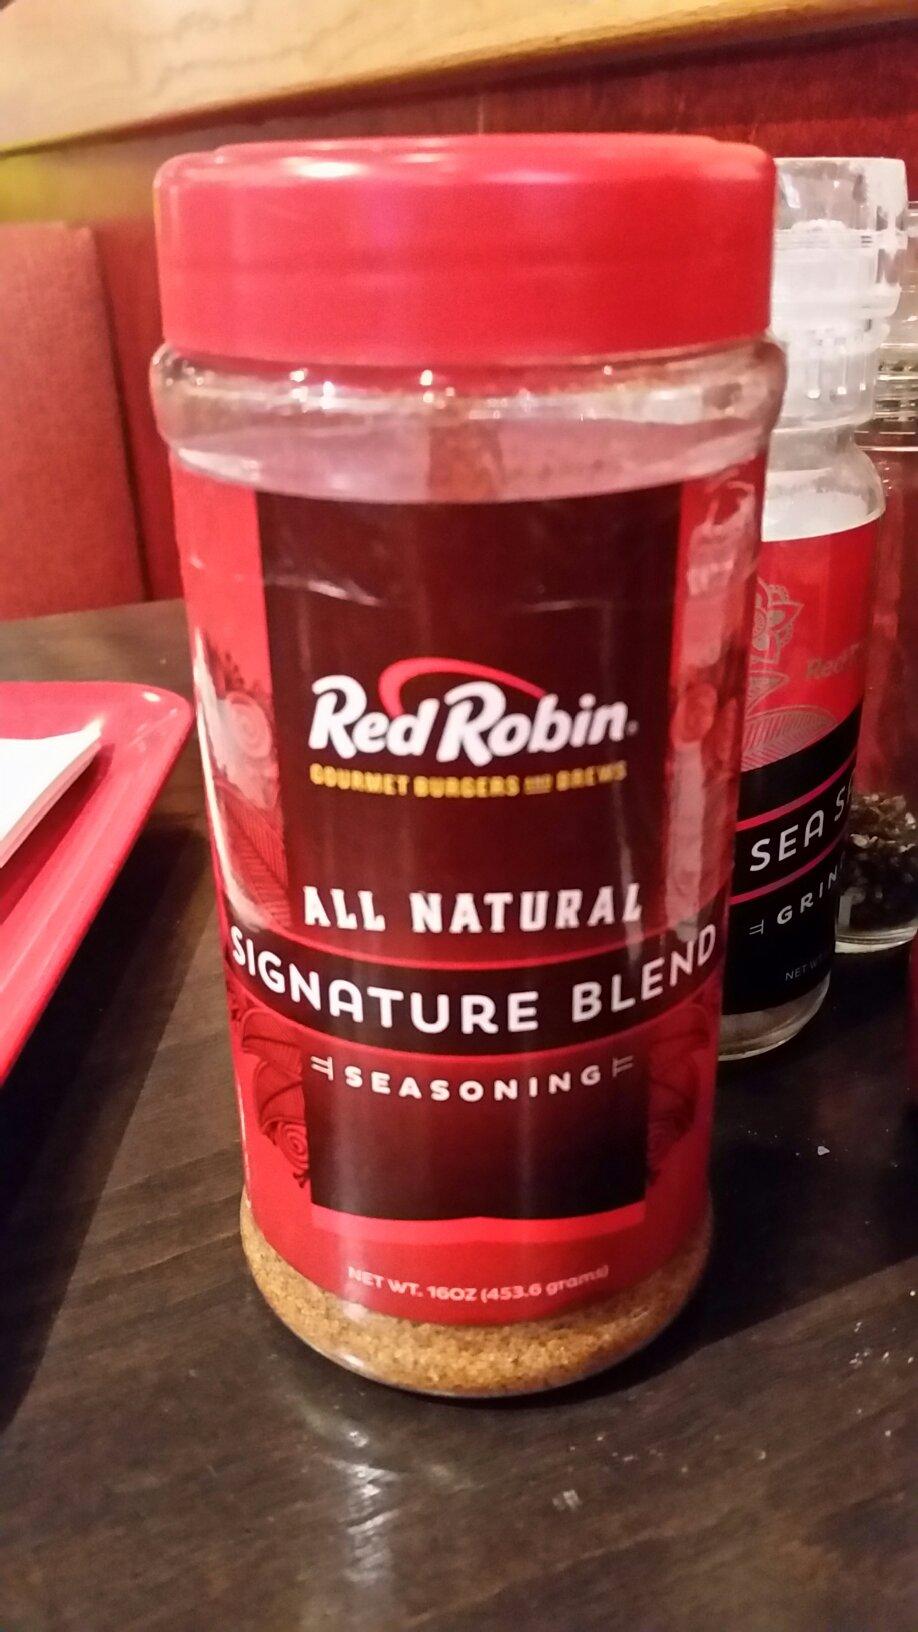 Red Robin.
GOURMET BURGERS AND BREWS
ALL NATURAL
SIGNATURE BLEND
SEASONING
NET WT. 16OZ (453.6 grams)
SEA
GRIN
NET